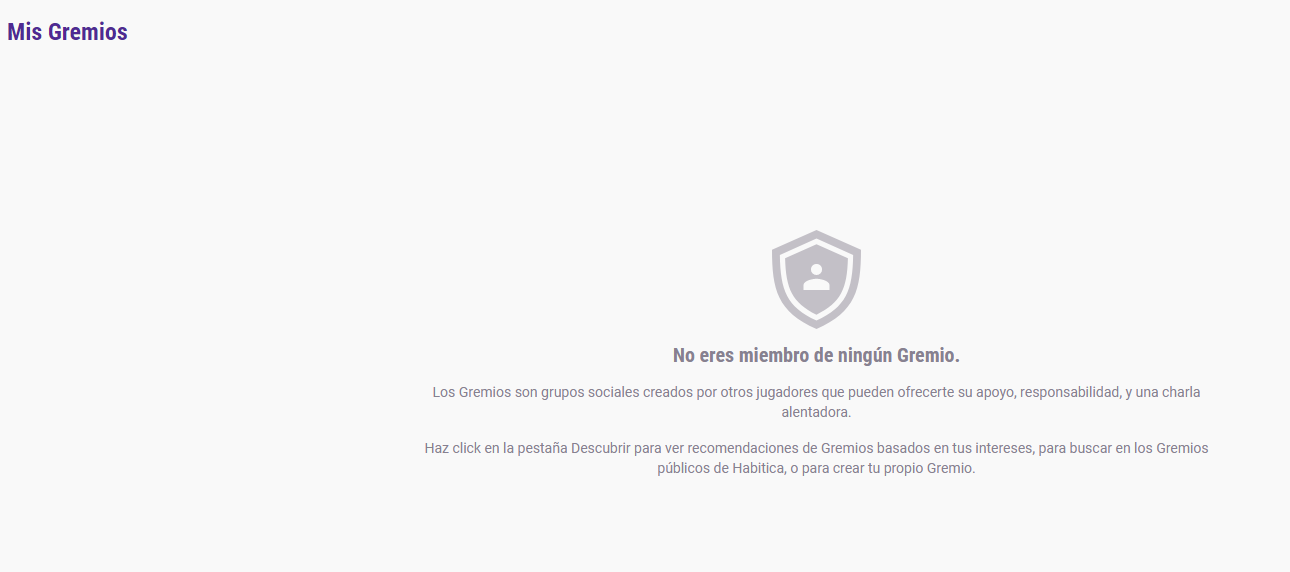 Mis Gremios
No eres miembro de ningún Gremio.
Los Gremios son grupos sociales creados por otros jugadores que pueden ofrecerte su apoyo, responsabilidad, y una charla
alentadora.
Haz click en la pestaña Descubrir para ver recomendaciones de Gremios basados en tus intereses, para buscar en los Gremios
públicos de Habitica, o para crear tu propio Gremio.